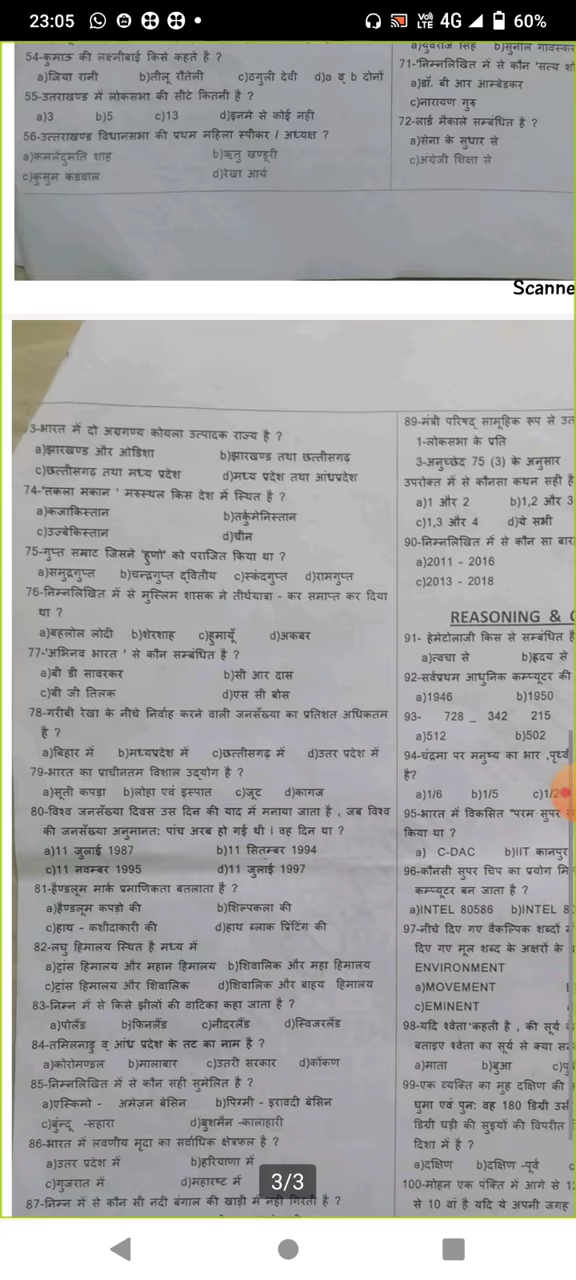 23:05
4G
60%
54-कुमाऊ की लक्ष्मीबाई किसे कहते है ?
a)जिया रानी b)तीलू रौतेली c)ठगुली देवी d)a व् b दोनों
55-उतराखण्ड में लोकसभा की सीटे कितनी है ?
a)3 b)5 c)13 d)इनमे से कोई नही
56-उत्तराखण्ड विधानसभा की प्रथम महिला स्पीकर / अध्यक्ष ?
a)कमलेंदुमति शाह b)ऋतु खण्डूरी
c)कुसुम कडवाल d)रेखा आर्य
a)युवराज सिंह b)सुनील गावस्कर
71-'निम्नलिखित में से कौन 'सत्य शो
a)डॉ. बी आर आम्बेडकर
c)नारायण गुरु
72-लार्ड मैकाले सम्बंधित है ?
a)सेना के सुधार से
c)अंग्रेजी शिक्षा से
Scanne
3-भारत में दो अग्रगण्य कोयला उत्पादक राज्य है ?
a)झारखण्ड और ओडिशा b)झारखण्ड तथा छत्तीसगढ़
c)छत्तीसगढ़ तथा मध्य प्रदेश d)मध्य प्रदेश तथा आंध्रप्रदेश
74-'तकला मकान ' मरुस्थल किस देश में स्थित है ?
a)कजाकिस्तान b)तर्कुमेनिस्तान
c)उज्बेकिस्तान d)चीन
75-गुप्त सम्राट जिसने 'हूणो' को पराजित किया था ?
a)समुद्रगुप्त b)चन्द्रगुप्त द्वितीय c)स्कंदगुप्त d)रामगुप्त
76-निम्नलिखित में से मुस्लिम शासक ने तीर्थयात्रा - कर समाप्त कर दिया
था ?
a)बहलोल लोदी b)शेरशाह c)हुमायूँ d)अकबर
77-'अभिनव भारत ' से कौन सम्बंधित है ?
a)बी डी सावरकर b)सी आर दास
c)बी जी तिलक d)एस सी बोस
78-गरीबी रेखा के नीचे निर्वाह करने वाली जनसँख्या का प्रतिशत अधिकतम
है ?
a)बिहार में b)मध्यप्रदेश में c)छत्तीसगढ़ में d)उतर प्रदेश में
79-भारत का प्राचीनतम विशाल उद्योग है ?
a)सूती कपड़ा b)लोहा एवं इस्पात c)जूट d)कागज
80-विश्व जनसँख्या दिवस उस दिन की याद में मनाया जाता है , जब विश्व
की जनसँख्या अनुमानत: पांच अरब हो गई थी l वह दिन था ?
a)11 जुलाई 1987 b)11 सितम्बर 1994
c)11 नवम्बर 1995 d)11 जुलाई 1997
81-हैण्डलूम मार्क प्रमाणिकता बतलाता है ?
a)हैण्डलूम कपड़ो की b)शिल्पकला की
c)हाथ - कशीदाकारी की d)हाथ ब्लाक प्रिटिंग की
82-लघु हिमालय स्थित है मध्य में
a)ट्रांस हिमालय और महान हिमालय b)शिवालिक और महा हिमालय
c)ट्रांस हिमालय और शिवालिक d)शिवालिक और बाह्य हिमालय
83-निम्न में से किसे झीलों की वाटिका कहा जाता है ?
a)पोलैंड b)फिनलैंड c)नीदरलैंड d)स्विजरलैंड
84-तमिलनाडु व् आंध्र प्रदेश के तट का नाम है ?
a)कोरोमण्डल b)मालाबार c)उतरी सरकार d)कोंकण
85-निम्नलिखित में से कौन सही सुमेलित है ?
a)एस्किमो - अमेज़न बेसिन b)पिग्मी - इरावदी बेसिन
c)बुंन्दू -सहारा d)बुशमैन -कालाहारी
86-भारत में लवणीय मृदा का सर्वाधिक क्षेत्रफल है ?
a)उतर प्रदेश में b)हरियाणा में
c)गुजरात में d)महाराष्ट में
3/3
87-निम्न में से कौन सी नदी बंगाल की खाड़ी में नही गिरती है ?
89-मंत्री परिषद् सामूहिक रूप से उत
1-लोकसभा के प्रति
3-अनुच्छेद 75 (3) के अनुसार
उपरोक्त में से कौनसा कथन सही है
a)1 और 2 b)1,2 और 3
c)1,3 और 4 d)ये सभी
90-निम्नलिखित में से कौन सा बार
a)2011 - 2016
c)2013 - 2018
REASONING &
91- हेमेटोलाजी किस से सम्बंधित है
a)त्वचा से b)ह्रदय से
92-सर्वप्रथम आधुनिक कम्प्यूटर की
a)1946 b)1950
93- 728 _ 342 215
a)512 b)502
94-चंद्रमा पर मनुष्य का भार ,पृथ्वी
है?
a)1/6 b)1/5 c)1/2
95-भारत में विकसित "परम सुपर
किया था ?
a) C-DAC b)IIT कानपुर
96-कौनसी सुपर चिप का प्रयोग
कम्प्यूटर बन जाता है ?
a)INTEL 80586 b)INTEL 8
97-नीचे दिए गए वैकल्पिक शब्दों
दिए गए मूल शब्द के अक्षरों के
ENVIRONMENT
a)MOVEMENT
c)EMINENT
98-यदि श्वेता कहती है , की सूर्य
बताइए श्वेता का सूर्य से क्या
a)माता b)बुआ
99-एक व्यक्ति का मुह दक्षिण की
घुमा एवं पुन: वह 180 डिग्री उसी
डिग्री घड़ी की सुइयों की विपरीत
दिशा में है ?
a)दक्षिण b)दक्षिण -पूर्व c
100-मोहन एक पंक्ति में आगे से
से 10 वां है यदि ये अपनी जगह